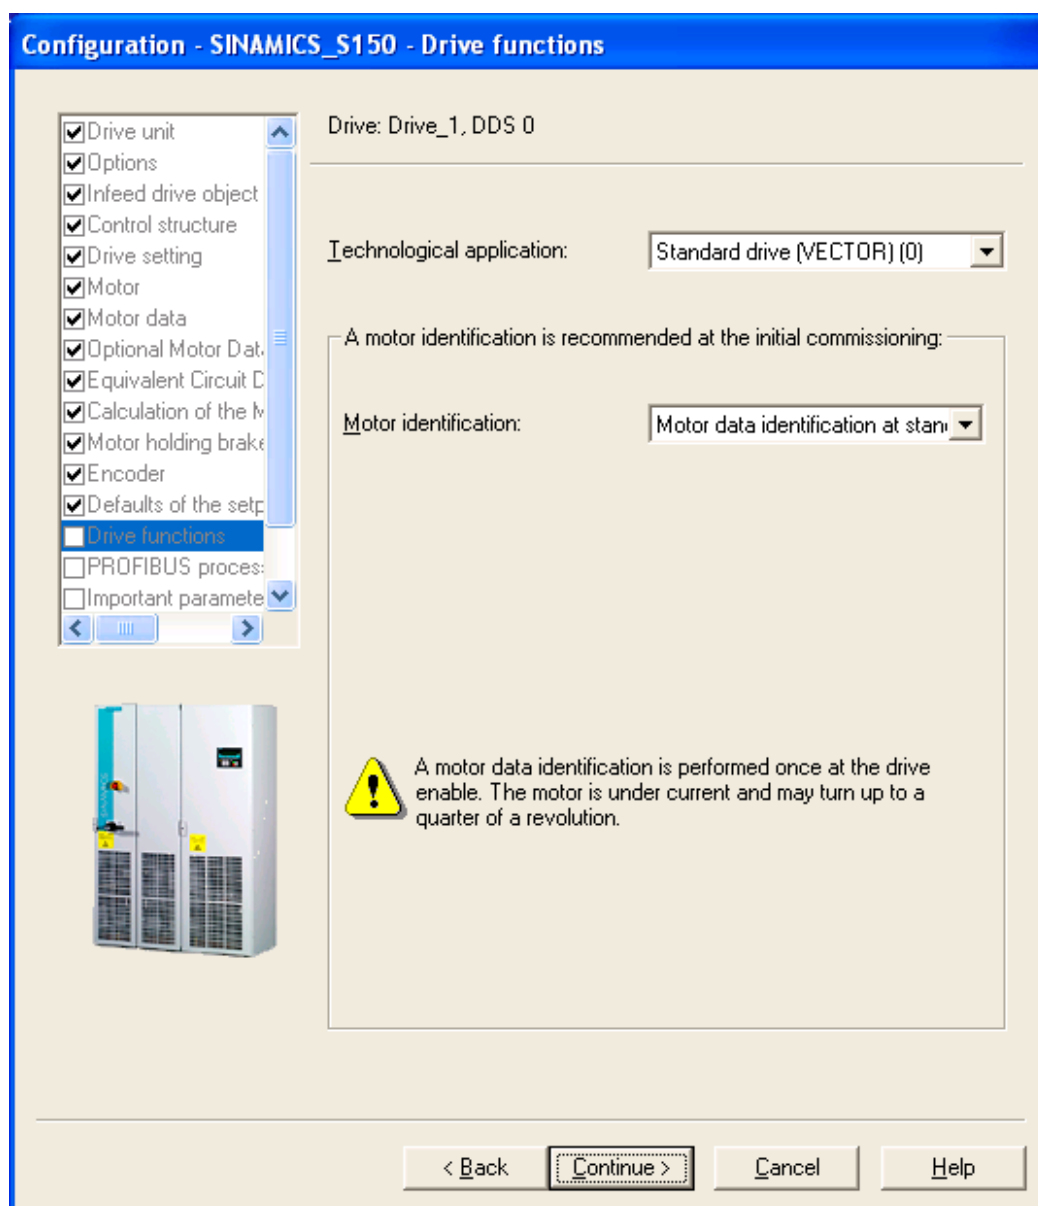 Configuration - SINAMICS_S150 - Drive functions
Drive unit
Options
Infeed drive object
Control structure
Drive setting
Motor
Motor data
Optional Motor Dat
Equivalent Circuit D
Calculation of the M
Motor holding brake
Encoder
Defaults of the setp
Drive functions
PROFIBUS process
Important paramete
Drive: Drive_1, DDS 0
Technological application:
Standard drive (VECTOR) (0)
A motor identification is recommended at the initial commissioning:
Motor identification:
Motor data identification at stan
A motor data identification is performed once at the drive
enable. The motor is under current and may turn up to a
quarter of a revolution.
SINAMICS
< Back
Continue >
Cancel
Help